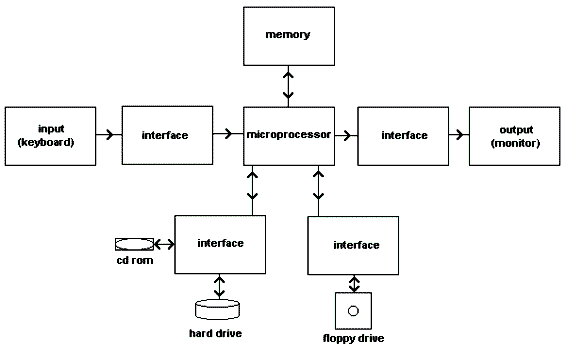 memory
input
(keyboard)
interface
microprocessor
interface
output
(monitor)
interface
interface
cd rom
hard drive
floppy drive